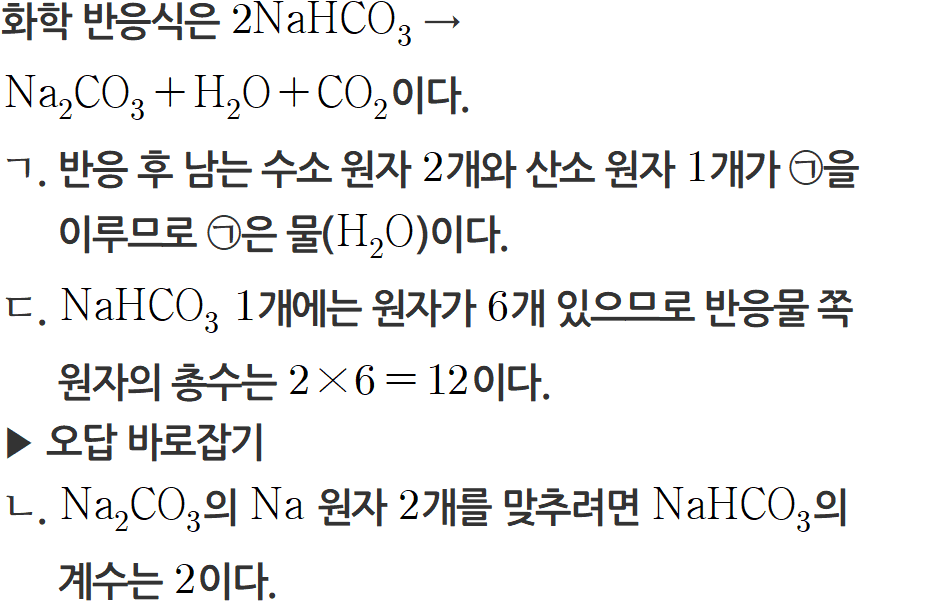 화학 반응식은 2NaHCO₃ →
Na₂CO₃ + H₂O + CO₂이다.
ㄱ. 반응 후 남는 수소 원자 2개와 산소 원자 1개가 ㉠을
이루므로 ㉠은 물(H₂O)이다.
ㄷ. NaHCO₃ 1개에는 원자가 6개 있으므로 반응물 쪽
원자의 총수는 2×6 = 12이다.
▶ 오답 바로잡기
ㄴ. Na₂CO₃의 Na 원자 2개를 맞추려면 NaHCO₃의
계수는 2이다.